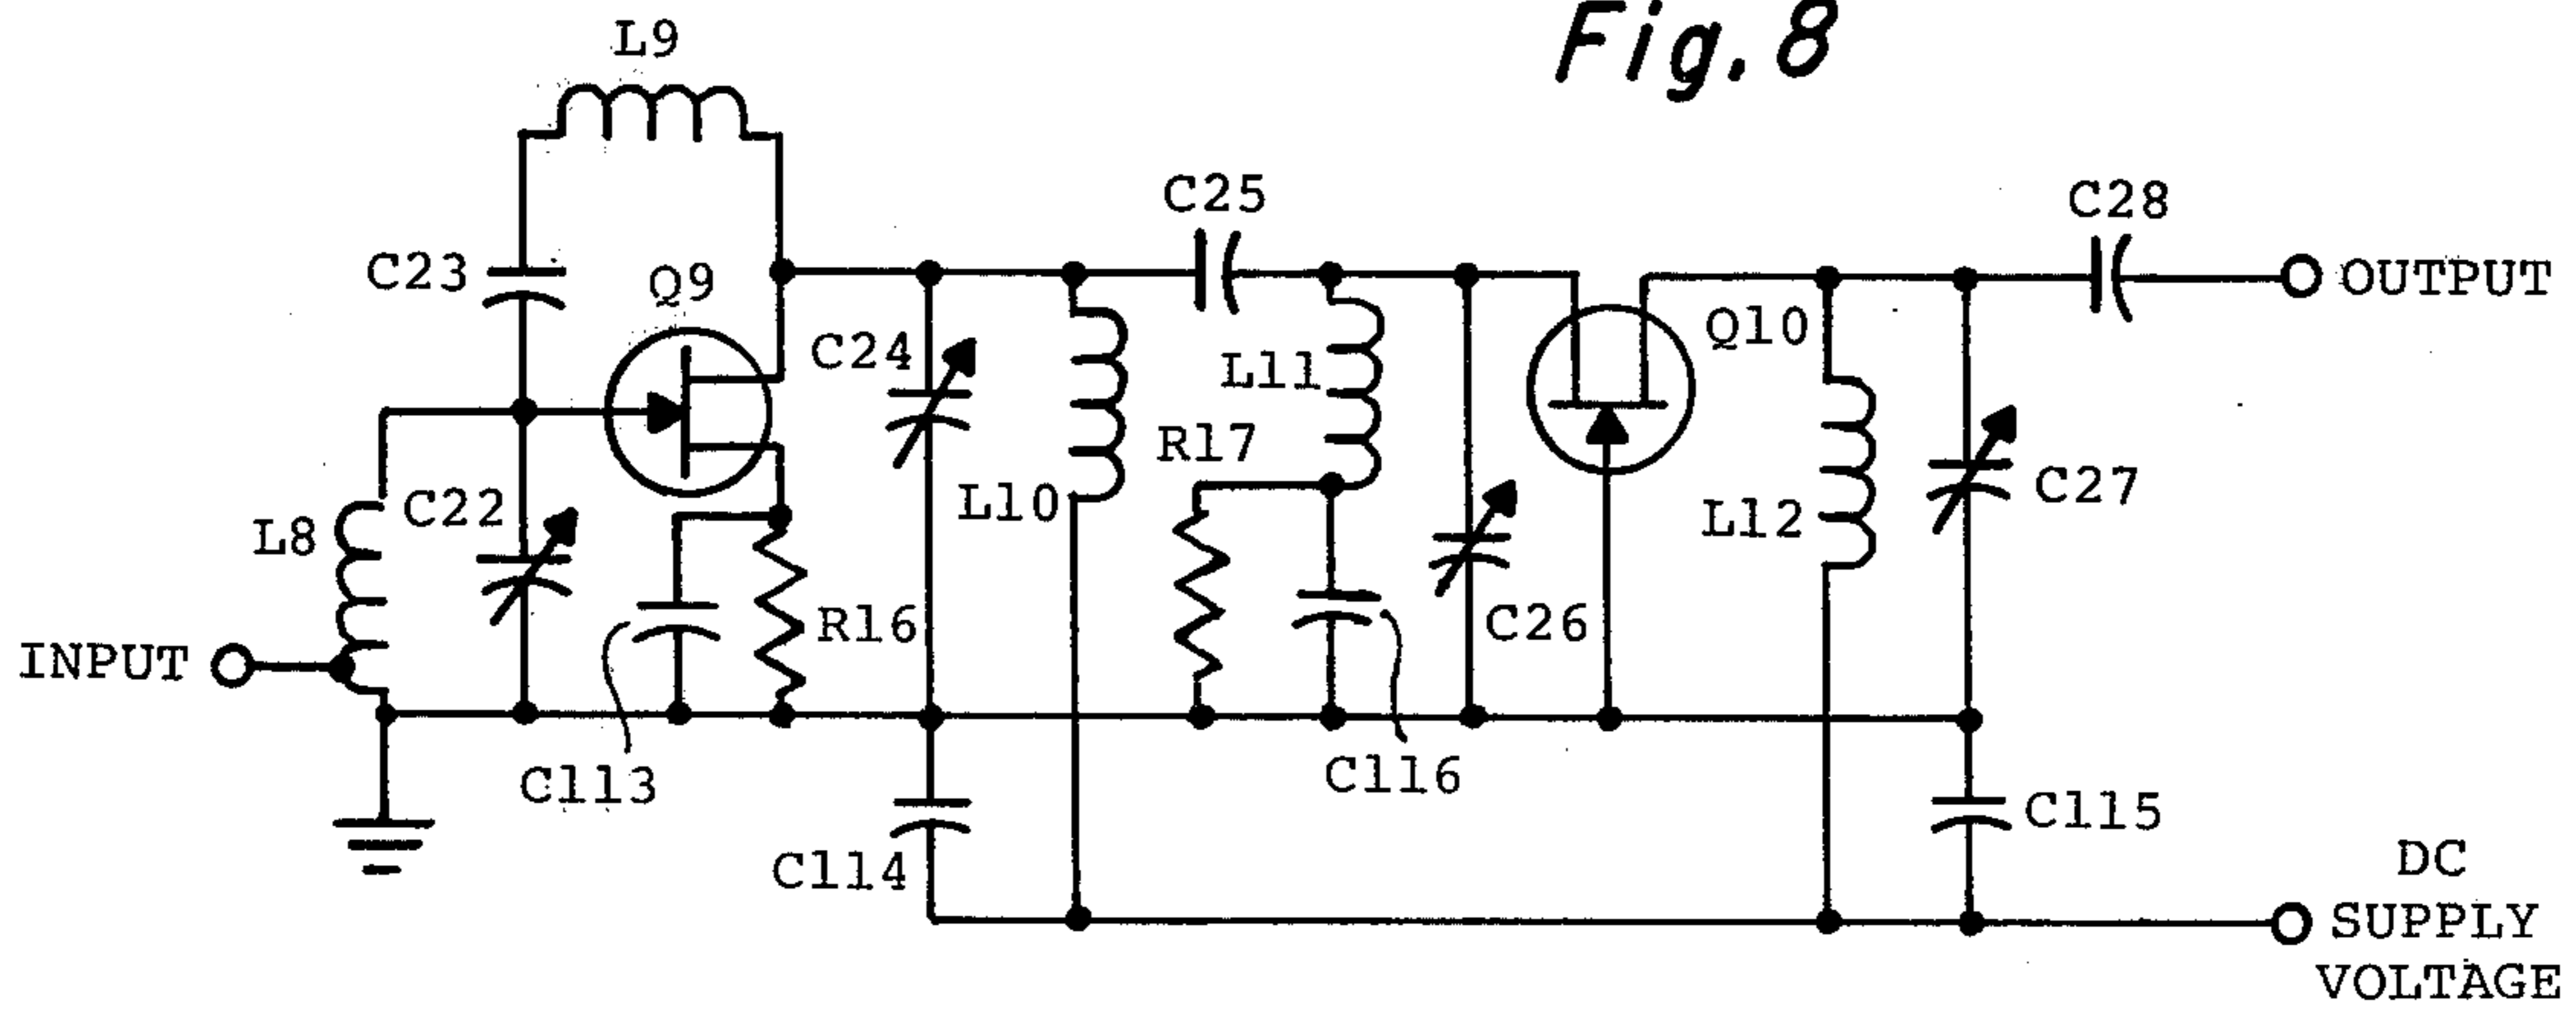 Fig. 8
L9
C25
C28
C23
Q9
OUTPUT
Q10
C24
L11
R17
C22
L10
C27
L8
L12
R16
C26
INPUT
C113
C116
C115
C114
DC
SUPPLY
VOLTAGE